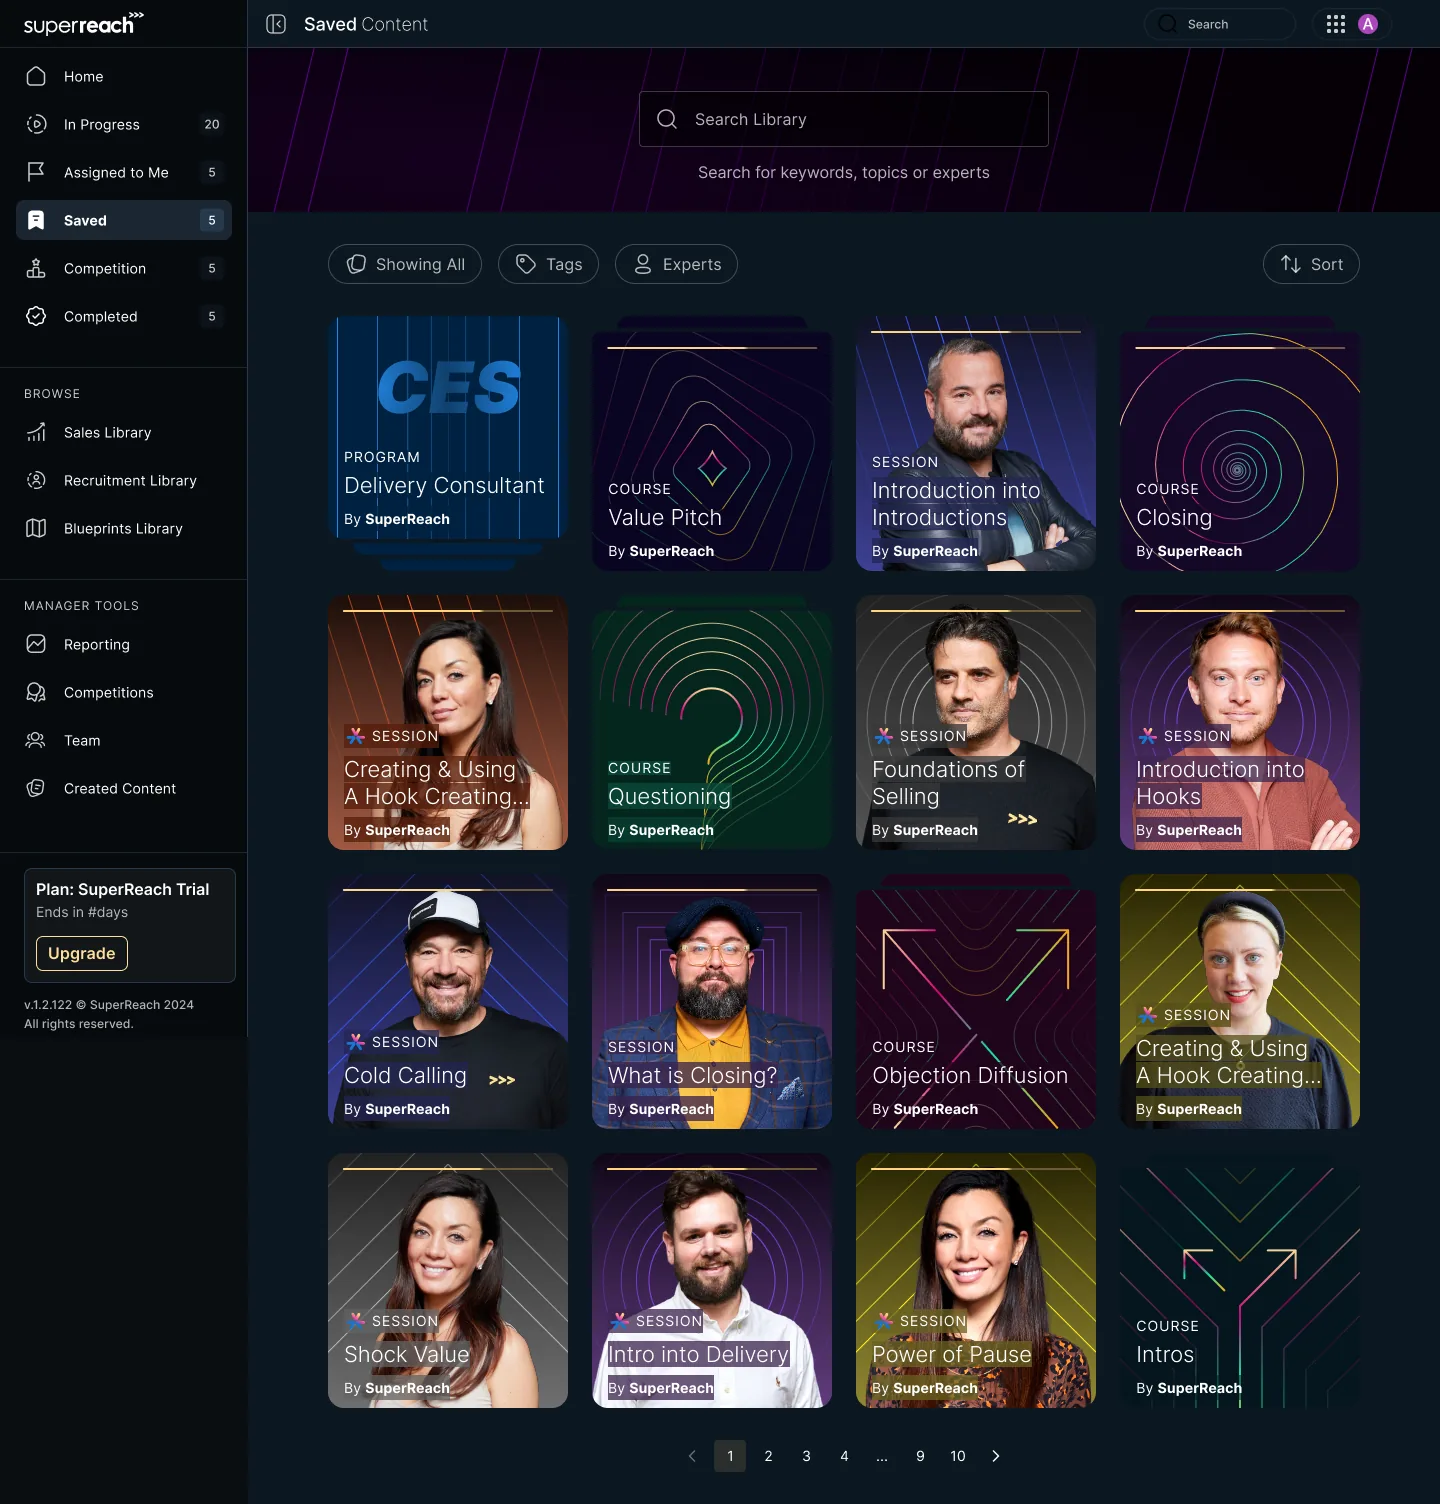 superreach
Saved Content
Search
A
Home
In Progress 20
Assigned to Me 5
Saved 5
Competition 5
Completed 5
BROWSE
Sales Library
Recruitment Library
Blueprints Library
MANAGER TOOLS
Reporting
Competitions
Team
Created Content
Plan: SuperReach Trial
Ends in #days
Upgrade
v.1.2.122 © SuperReach 2024
All rights reserved.
Search Library
Search for keywords, topics or experts
Showing All
Tags
Experts
Sort
CES
PROGRAM
Delivery Consultant
By SuperReach
COURSE
Value Pitch
By SuperReach
SESSION
Introduction into
Introductions
By SuperReach
COURSE
Closing
By SuperReach
SESSION
Creating & Using
A Hook Creating...
By SuperReach
COURSE
Questioning
By SuperReach
SESSION
Foundations of
Selling
By SuperReach
SESSION
Introduction into
Hooks
By SuperReach
SESSION
Cold Calling
By SuperReach
SESSION
What is Closing?
By SuperReach
COURSE
Objection Diffusion
By SuperReach
SESSION
Creating & Using
A Hook Creating...
By SuperReach
SESSION
Shock Value
By SuperReach
SESSION
Intro into Delivery
By SuperReach
SESSION
Power of Pause
By SuperReach
COURSE
Intros
By SuperReach
1 2 3 4 ... 9 10